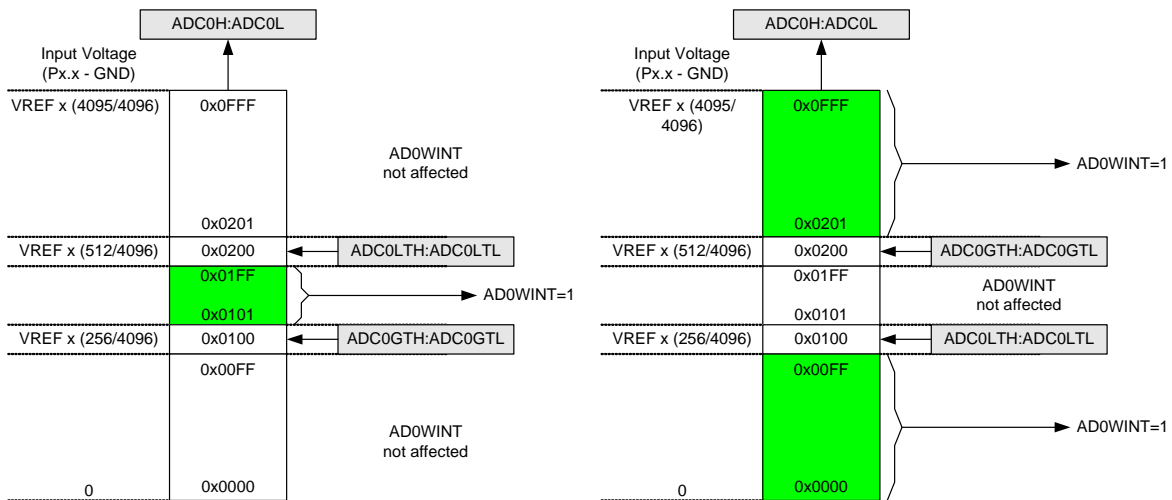 ADC0H:ADC0L
Input Voltage
(Px.x - GND)
VREF x (4095/4096)
0x0FFF
AD0WINT
not affected
0x0201
VREF x (512/4096)
0x0200
ADC0LTH:ADC0LTL
0x01FF
AD0WINT=1
0x0101
VREF x (256/4096)
0x0100
ADC0GTH:ADC0GTL
0x00FF
AD0WINT
not affected
0
0x0000
ADC0H:ADC0L
Input Voltage
(Px.x - GND)
VREF x (4095/
4096)
0x0FFF
AD0WINT=1
0x0201
VREF x (512/4096)
0x0200
ADC0GTH:ADC0GTL
0x01FF
AD0WINT
not affected
0x0101
VREF x (256/4096)
0x0100
ADC0LTH:ADC0LTL
0x00FF
AD0WINT=1
0
0x0000